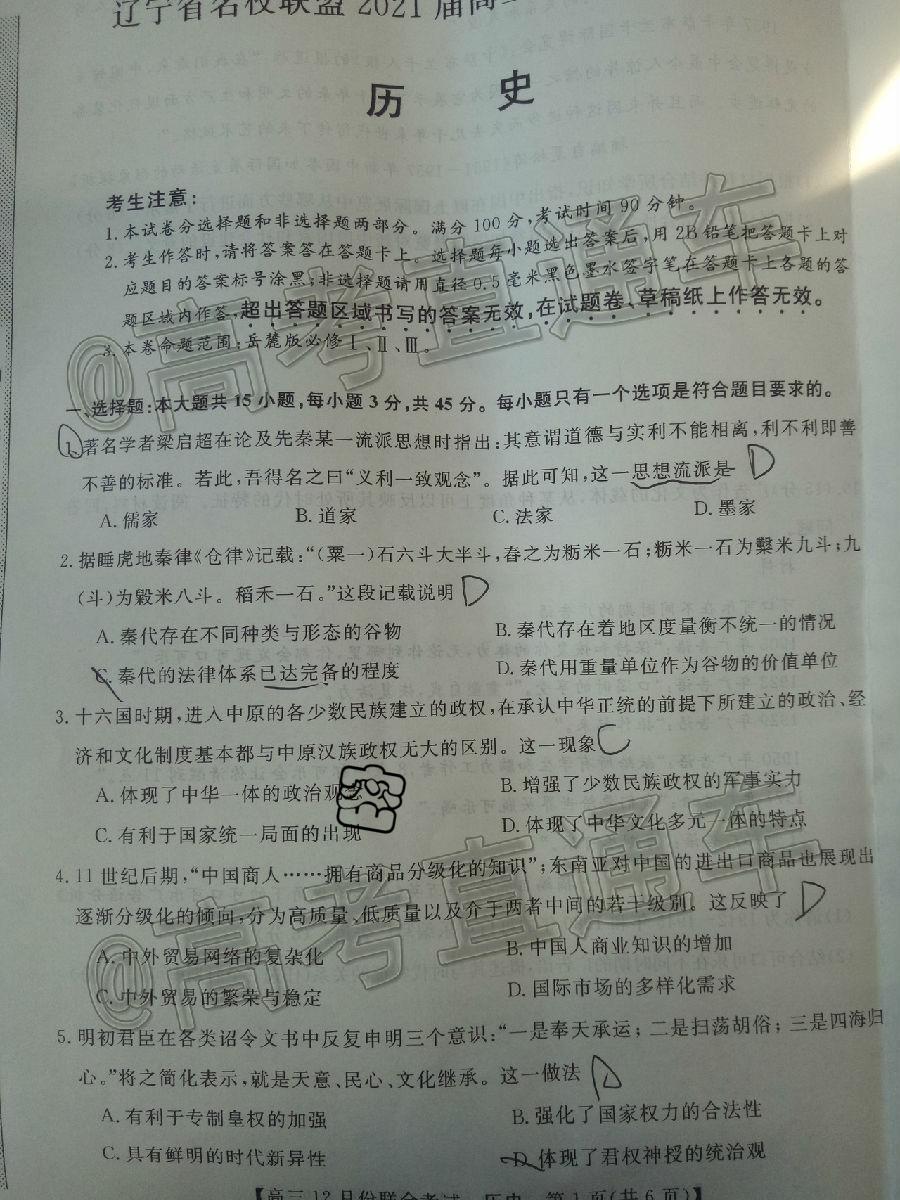 辽宁省名校联盟2021届高
历 史
考生注意:
1.本试卷分选择题和非选择题两部分。满分100分,考试时间90分钟。
2.考生作答时,请将答案答在答题卡上。选择题每小题选出答案后,用2B铅笔把答题卡上对
应题目的答案标号涂黑;非选择题请用直径0.5毫米黑色墨水签字笔在答题卡上各题的答
题区域内作答,超出答题区域书写的答案无效,在试题卷、草稿纸上作答无效。
3.本卷命题范围:岳麓版必修Ⅰ、Ⅱ、Ⅲ。
一、选择题:本大题共15小题,每小题3分,共45分。每小题只有一个选项是符合题目要求的。
1.著名学者梁启超在论及先秦某一流派思想时指出:其意谓道德与实利不能相离,利不利即善
不善的标准。若此,吾得名之曰“义利一致观念”。据此可知,这一思想流派是 D
A.儒家 B.道家 C.法家 D.墨家
2.据睡虎地秦律《仓律》记载:“(粟一)石六斗大半斗,舂之为粝米一石;粝米一石为糳米九斗;九
(斗)为毇米八斗。稻禾一石。”这段记载说明 D
A.秦代存在不同种类与形态的谷物 B.秦代存在着地区度量衡不统一的情况
C.秦代的法律体系已达完备的程度 D.秦代用重量单位作为谷物的价值单位
3.十六国时期,进入中原的各少数民族建立的政权,在承认中华正统的前提下所建立的政治、经
济和文化制度基本都与中原汉族政权无大的区别。这一现象 C
A.体现了中华一体的政治观念 B.增强了少数民族政权的军事实力
C.有利于国家统一局面的出现 D.体现了中华文化多元一体的特点
4.11世纪后期,“中国商人……拥有商品分级化的知识”;东南亚对中国的进出口商品也展现出
逐渐分级化的倾向,分为高质量、低质量以及介于两者中间的若干级别。这反映了 D
A.中外贸易网络的复杂化 B.中国人商业知识的增加
C.中外贸易的繁荣与稳定 D.国际市场的多样化需求
5.明初君臣在各类诏令文书中反复申明三个意识:“一是奉天承运;二是扫荡胡俗;三是四海归
心。”将之简化表示,就是天意、民心、文化继承。这一做法
A.有利于专制皇权的加强 B.强化了国家权力的合法性
C.具有鲜明的时代新异性 D.体现了君权神授的统治观
【高三12月份联合考试 历史 第1页(共6页)】
@高考直通车
@高考直通车